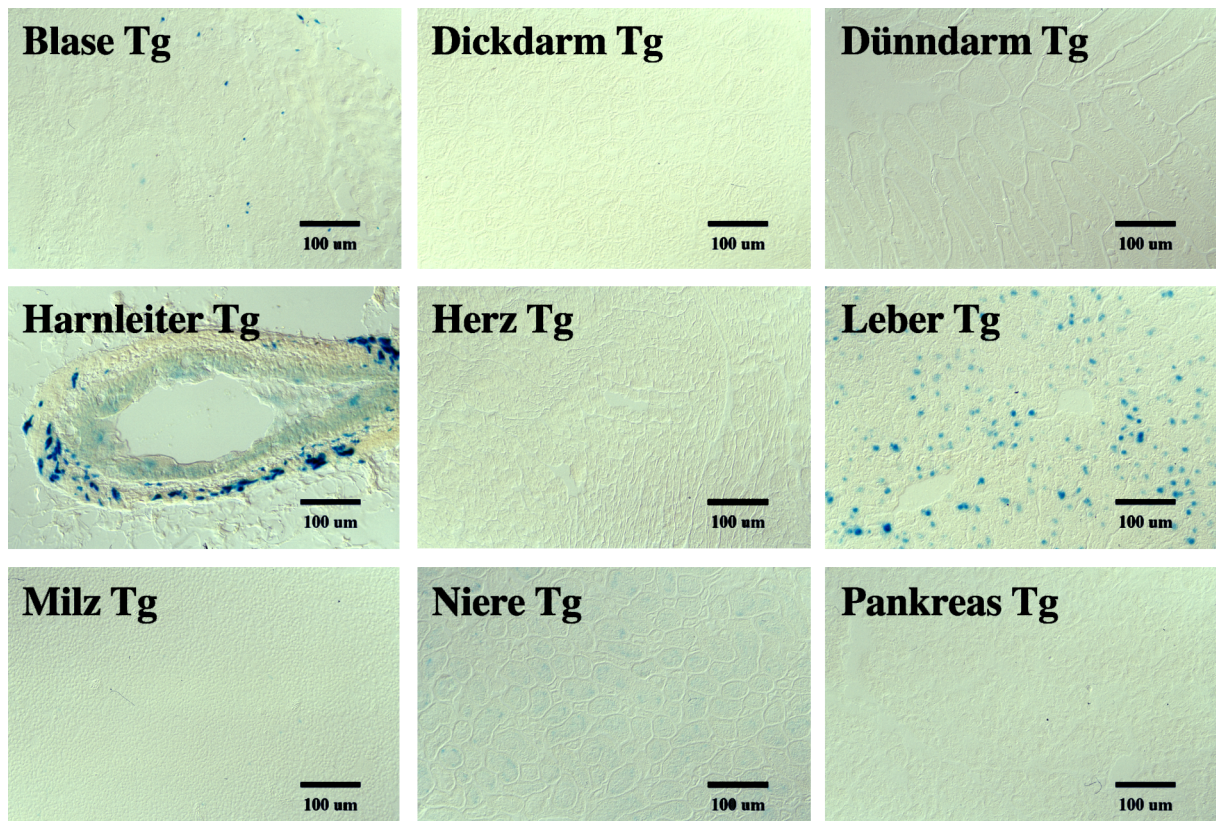 Blase Tg
100 um
Dickdarm Tg
100 um
Dünndarm Tg
100 um
Harnleiter Tg
100 um
Herz Tg
100 um
Leber Tg
100 um
Milz Tg
100 um
Niere Tg
100 um
Pankreas Tg
100 um